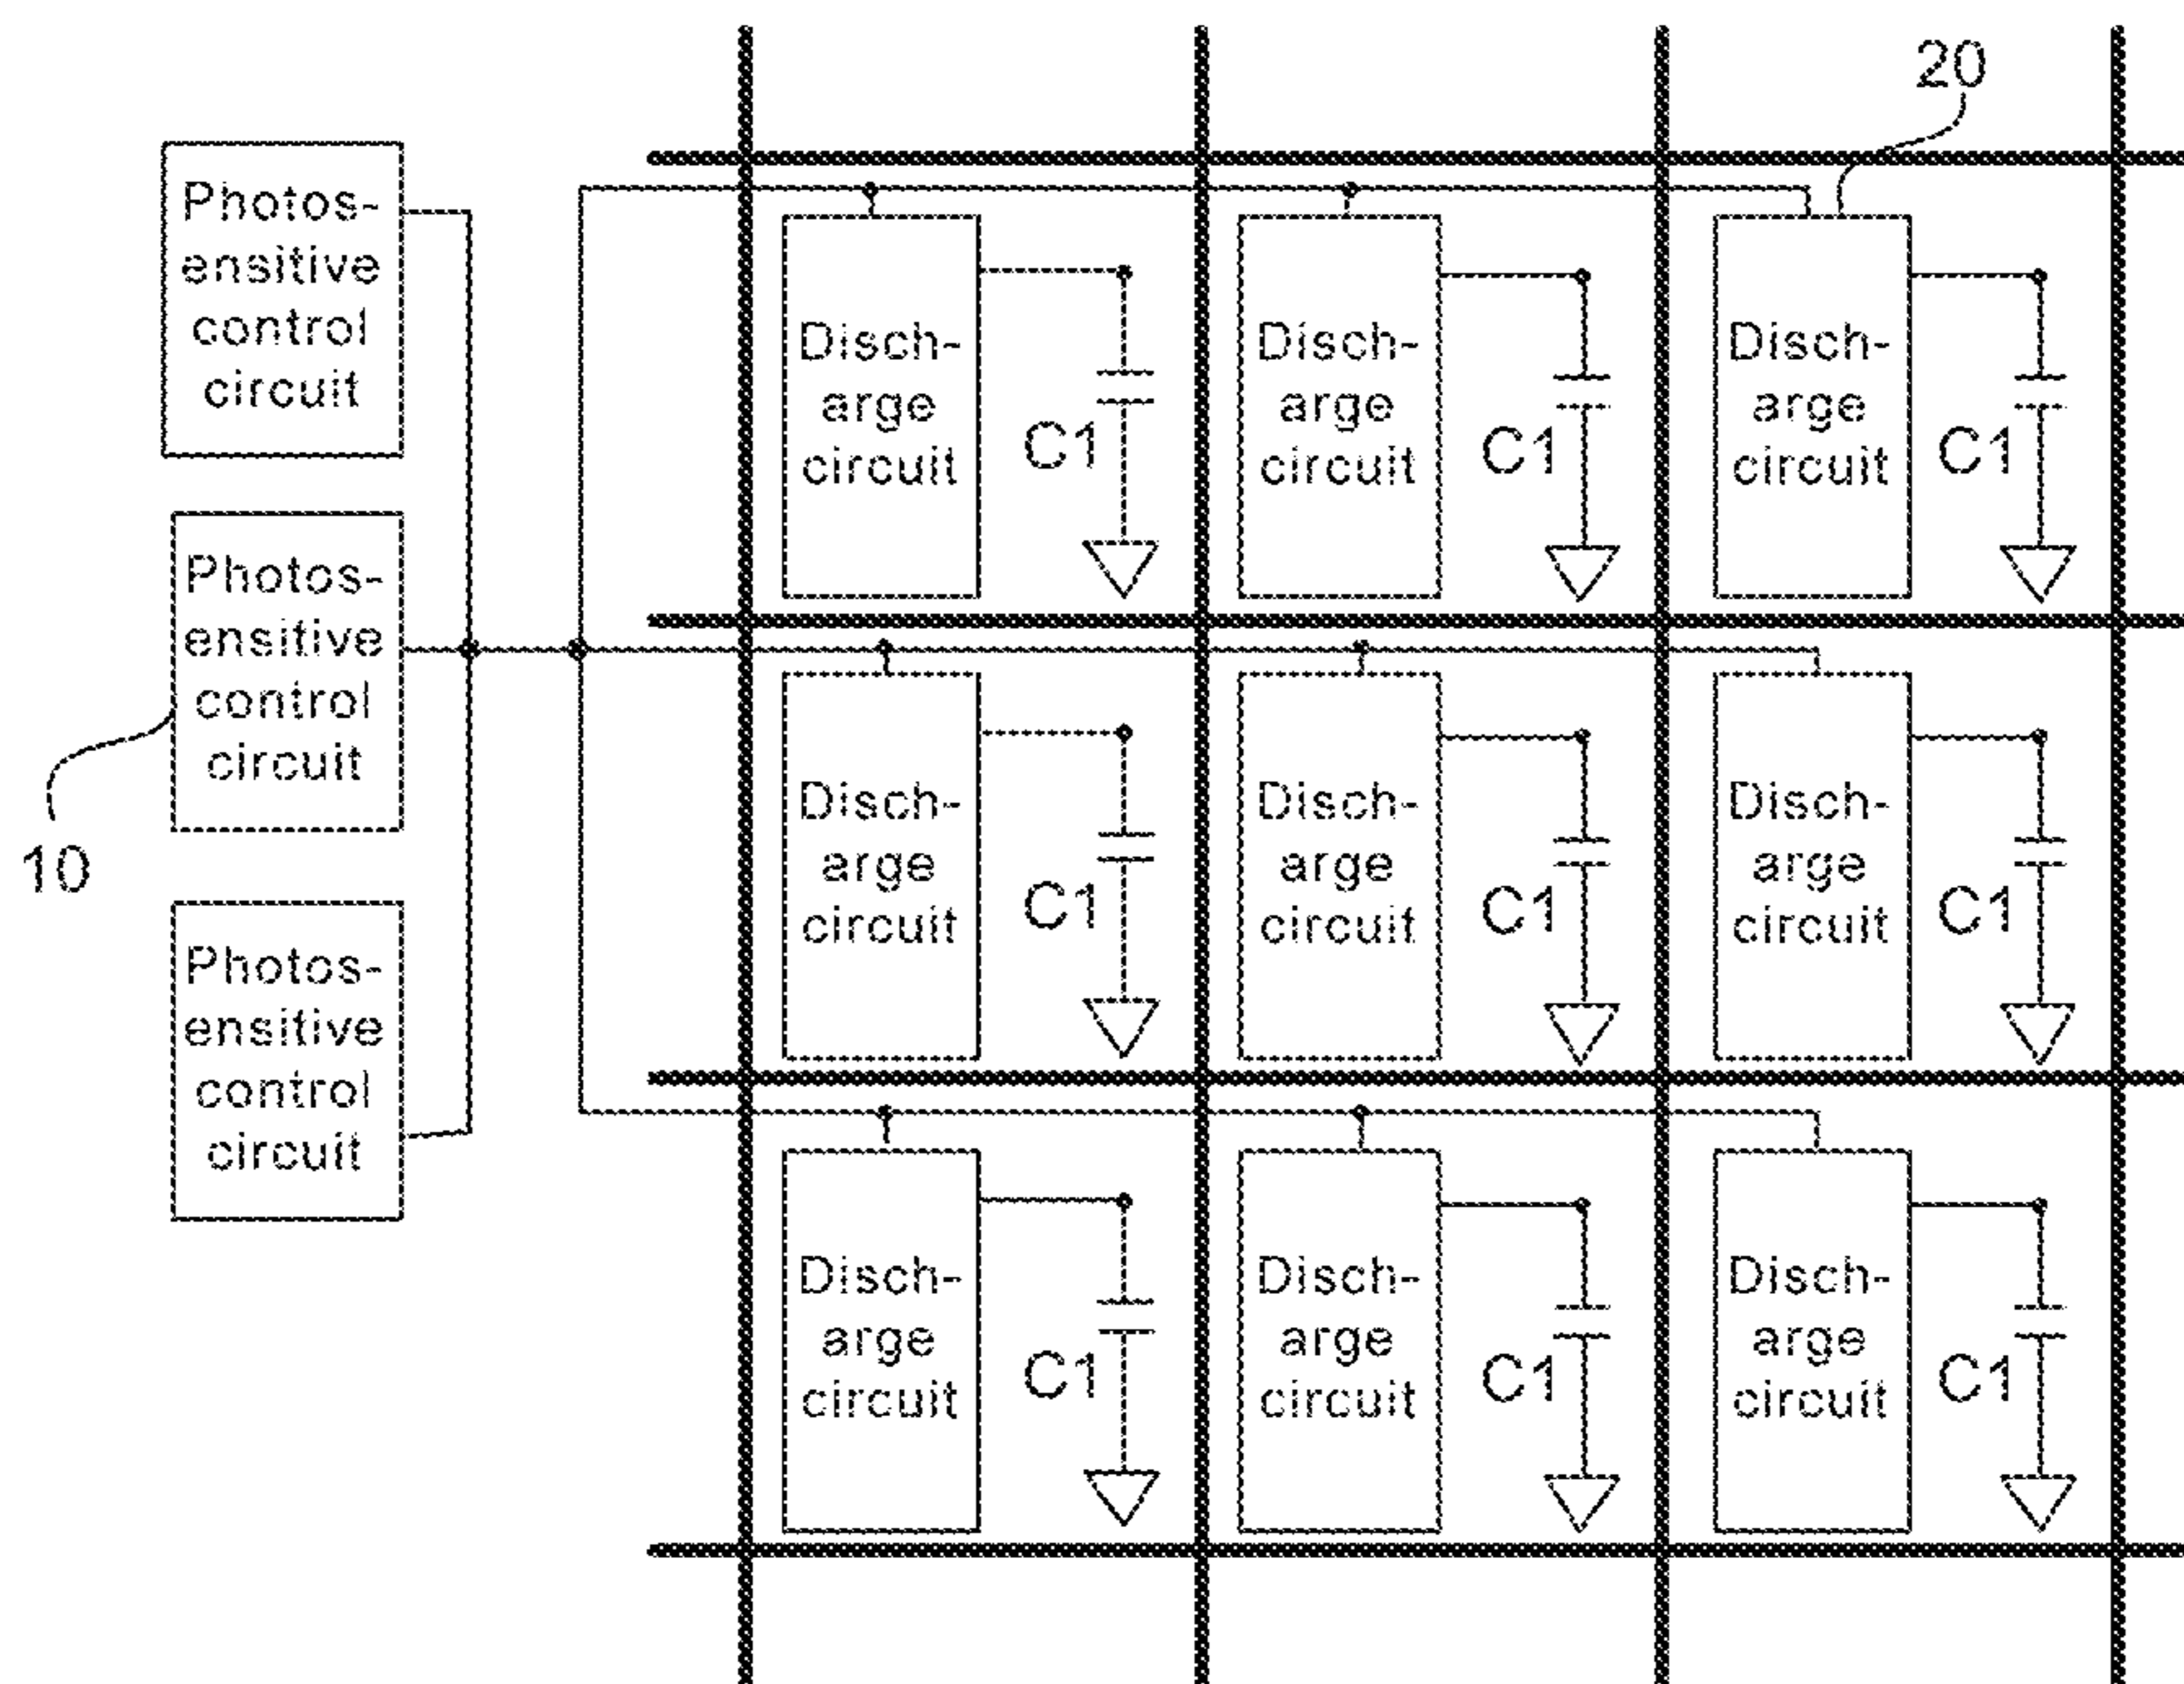 20
Photos-
ensitive
control
circuit
Disch-
arge
circuit
C1
Disch-
arge
circuit
C1
Disch-
arge
circuit
C1
Photos-
ensitive
control
circuit
10
Disch-
arge
circuit
C1
Disch-
arge
circuit
C1
Disch-
arge
circuit
C1
Photos-
ensitive
control
circuit
Disch-
arge
circuit
C1
Disch-
arge
circuit
C1
Disch-
arge
circuit
C1